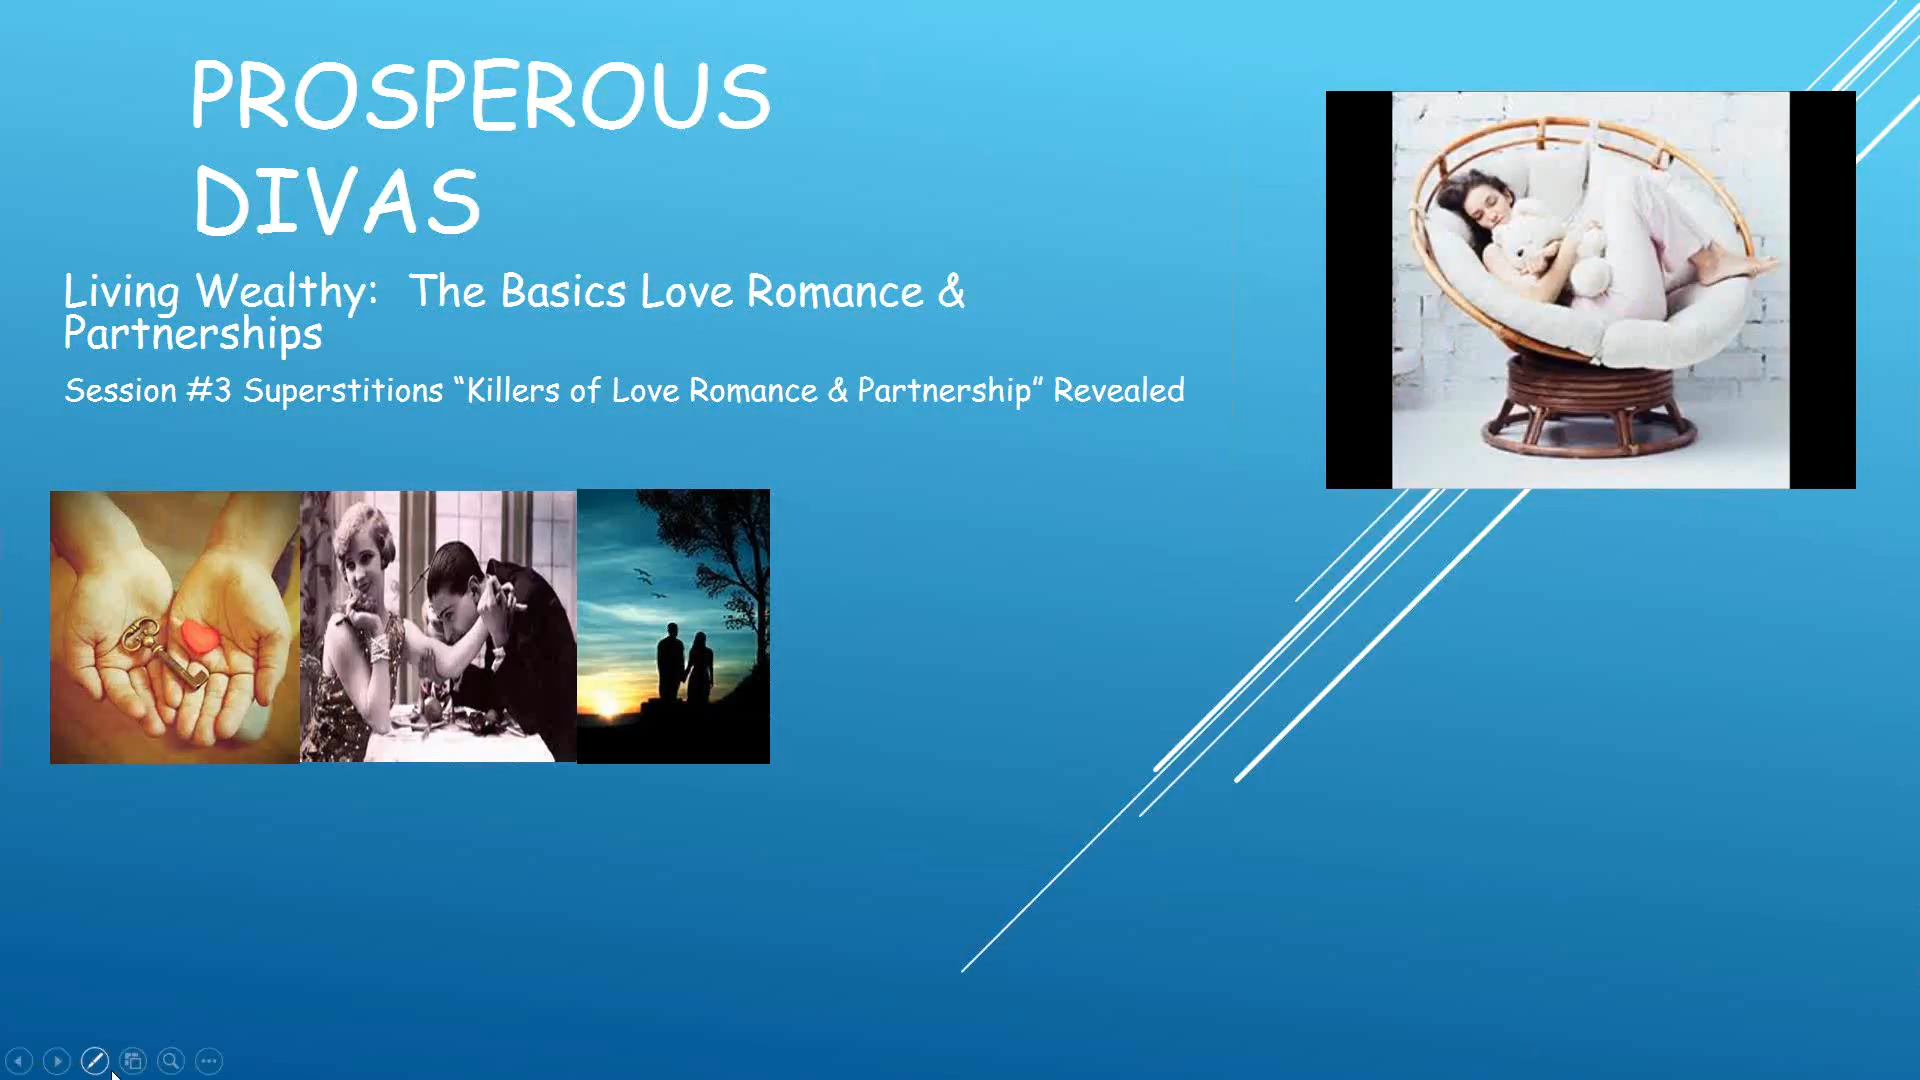 PROSPEROUS
DIVAS
Living Wealthy:  The Basics Love Romance &
Partnerships
Session #3 Superstitions “Killers of Love Romance & Partnership” Revealed